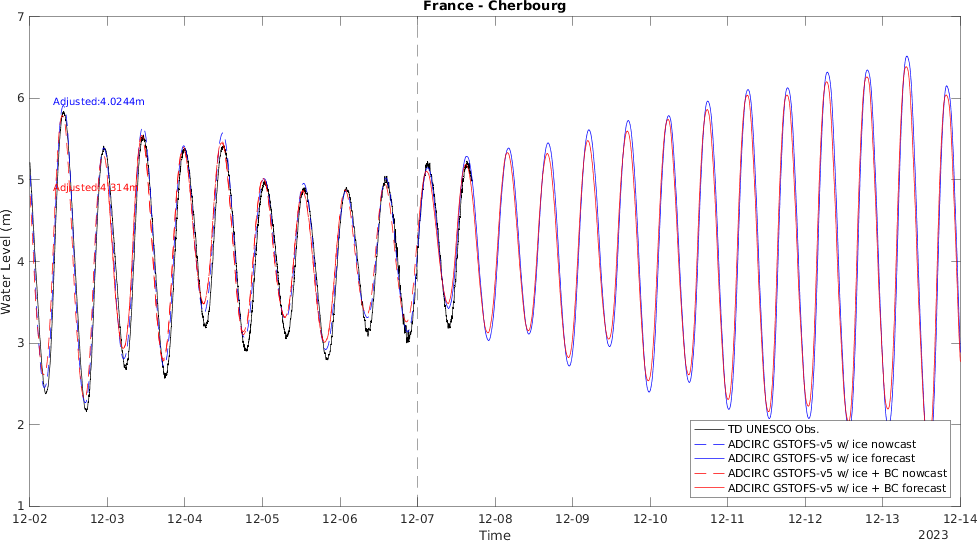 France - Cherbourg
7
6
5
4
3
2
1
Water Level (m)
Adjusted:4.0244m
Adjusted:4.314m
TD UNESCO Obs.
ADCIRC GSTOFS-v5 w/ ice nowcast
ADCIRC GSTOFS-v5 w/ ice forecast
ADCIRC GSTOFS-v5 w/ ice + BC nowcast
ADCIRC GSTOFS-v5 w/ ice + BC forecast
12-02 12-03 12-04 12-05 12-06 12-07 12-08 12-09 12-10 12-11 12-12 12-13 12-14
Time
2023